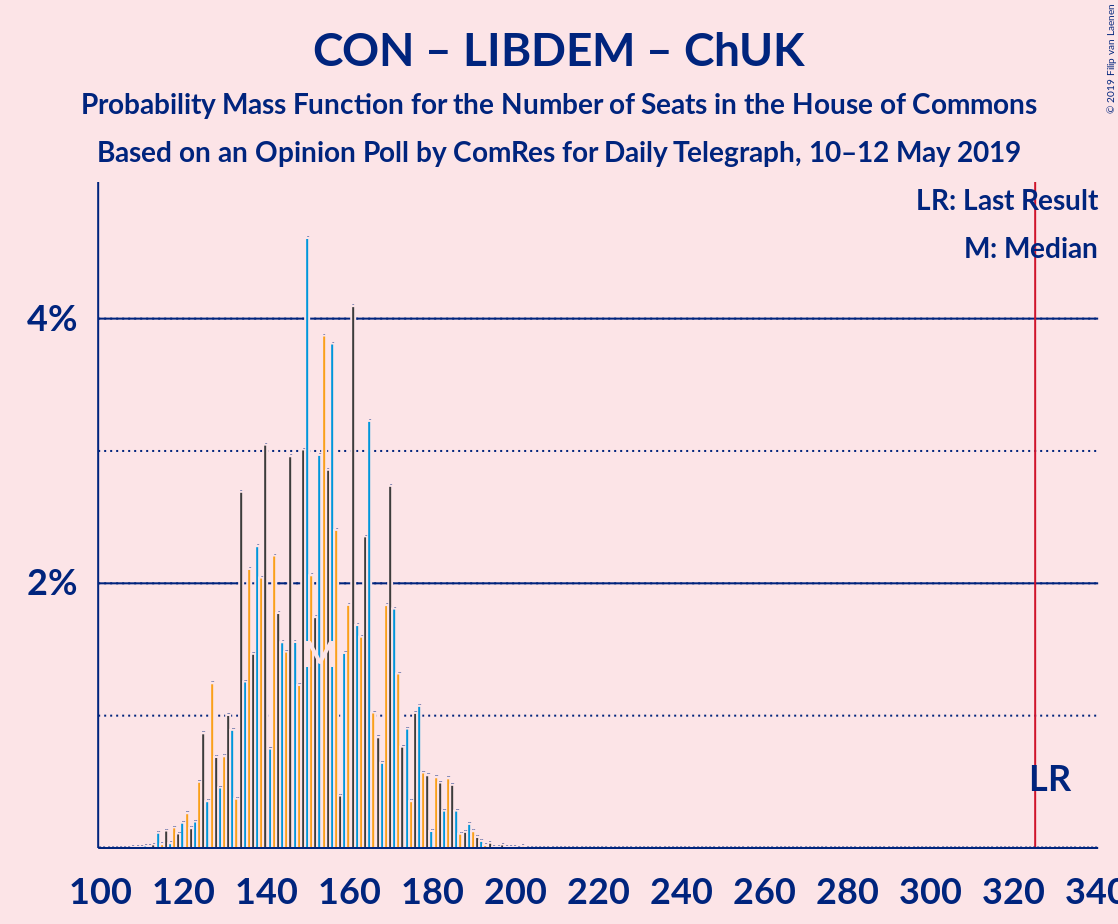 CON – LIBDEM – ChUK
Probability Mass Function for the Number of Seats in the House of Commons
Based on an Opinion Poll by ComRes for Daily Telegraph, 10–12 May 2019
© 2019 Filip van Laenen
LR: Last Result
M: Median
4%
2%
M
LR
100 120 140 160 180 200 220 240 260 280 300 320 340